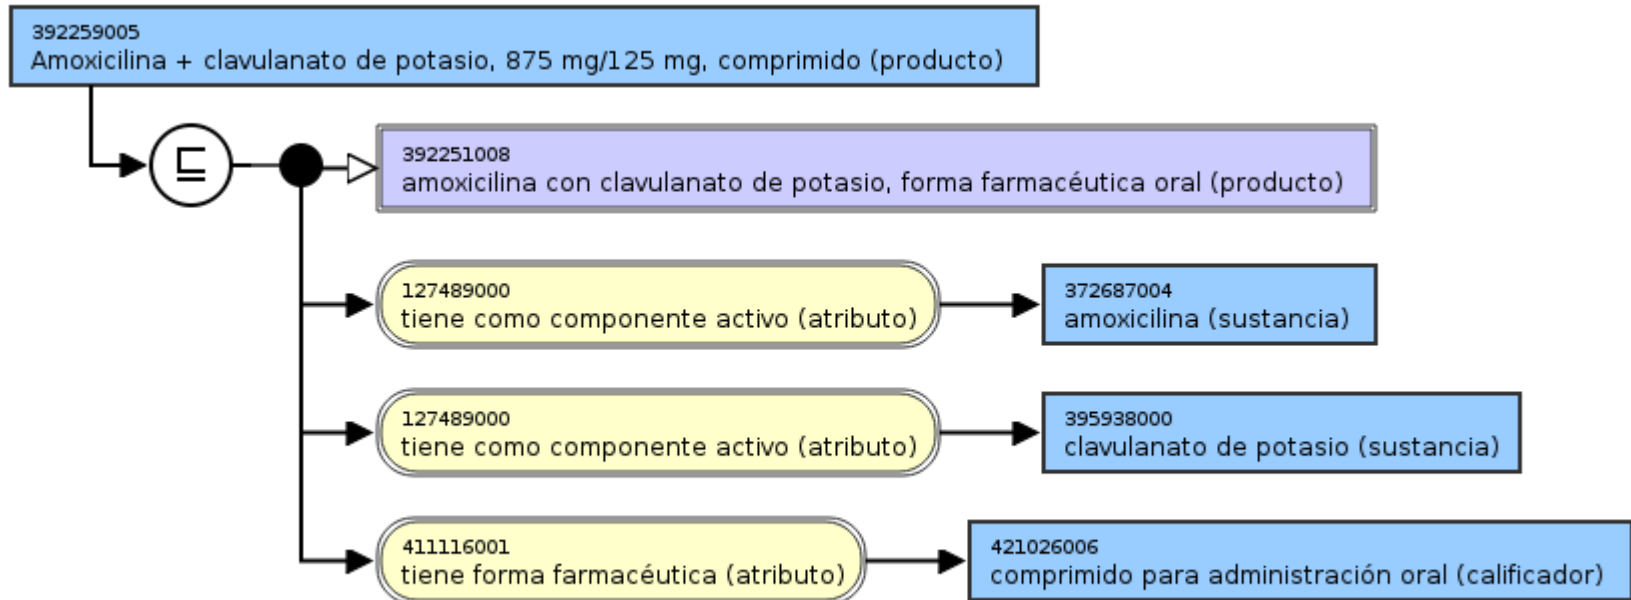 392259005
Amoxicilina + clavulanato de potasio, 875 mg/125 mg, comprimido (producto)
⊑
392251008
amoxicilina con clavulanato de potasio, forma farmacéutica oral (producto)
127489000
tiene como componente activo (atributo)
372687004
amoxicilina (sustancia)
127489000
tiene como componente activo (atributo)
395938000
clavulanato de potasio (sustancia)
411116001
tiene forma farmacéutica (atributo)
421026006
comprimido para administración oral (calificador)